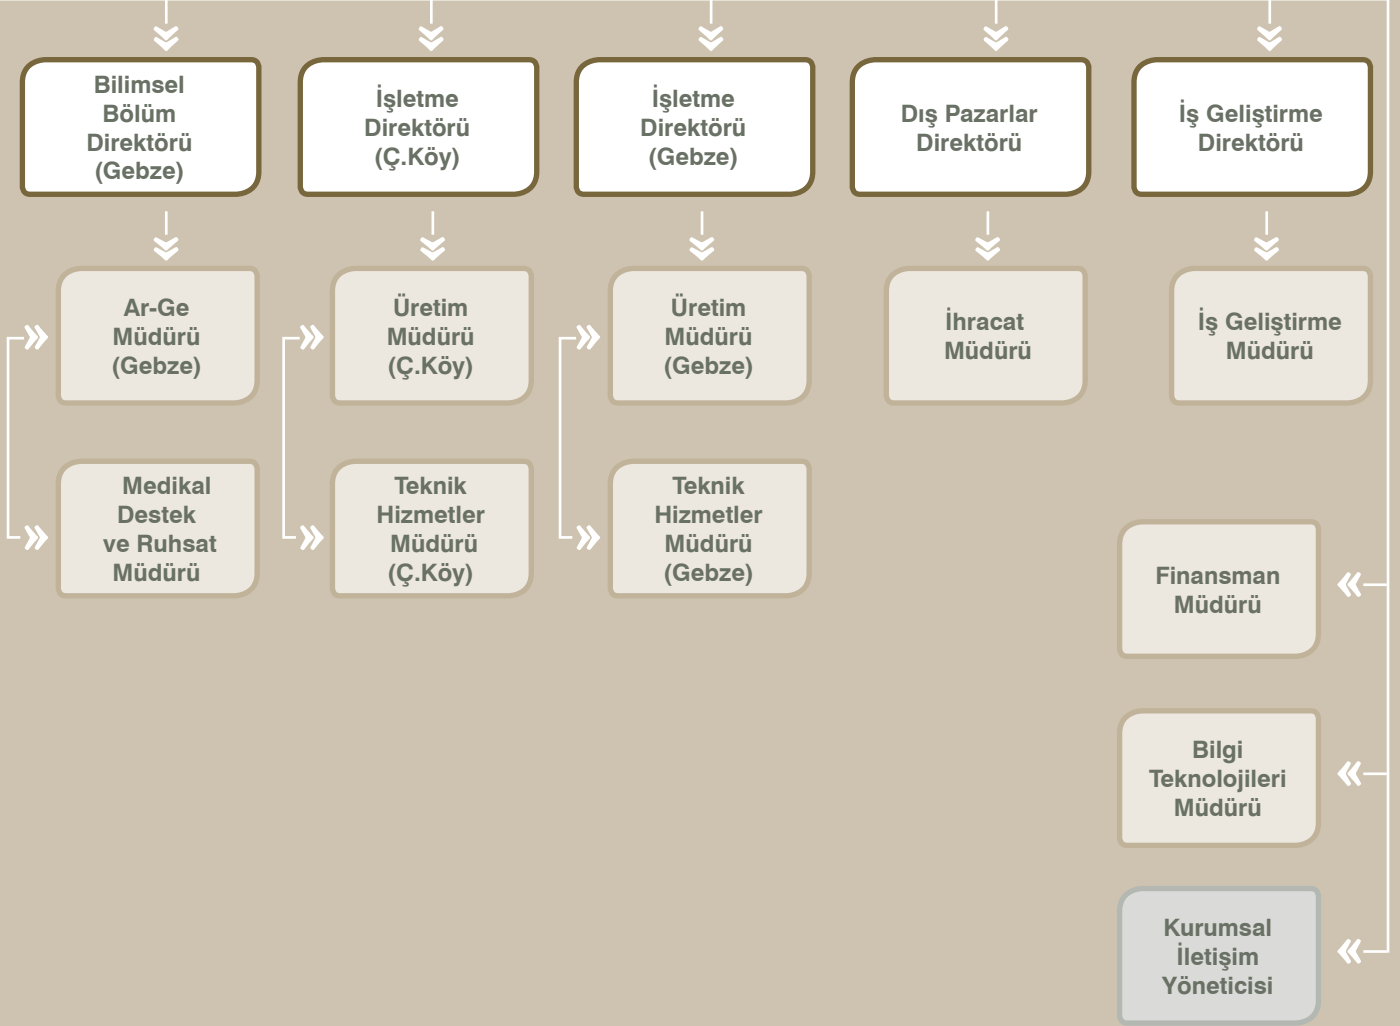 Bilimsel
Bölüm
Direktörü
(Gebze)
İşletme
Direktörü
(Ç.Köy)
İşletme
Direktörü
(Gebze)
Dış Pazarlar
Direktörü
İş Geliştirme
Direktörü
Ar-Ge
Müdürü
(Gebze)
Üretim
Müdürü
(Ç.Köy)
Üretim
Müdürü
(Gebze)
İhracat
Müdürü
İş Geliştirme
Müdürü
Medikal
Destek
ve Ruhsat
Müdürü
Teknik
Hizmetler
Müdürü
(Ç.Köy)
Teknik
Hizmetler
Müdürü
(Gebze)
Finansman
Müdürü
Bilgi
Teknolojileri
Müdürü
Kurumsal
İletişim
Yöneticisi